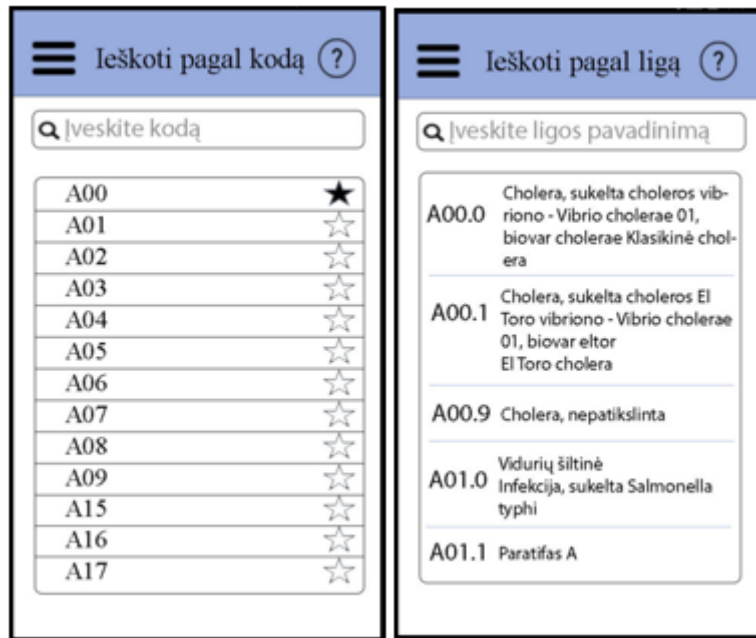 Ieškoti pagal kodą ?
Įveskite kodą
A00
A01
A02
A03
A04
A05
A06
A07
A08
A09
A15
A16
A17
Ieškoti pagal ligą ?
Įveskite ligos pavadinimą
A00.0
Cholera, sukelta choleros vib-
riono - Vibrio cholerae 01,
biovar cholerae Klasikinė chol-
era
A00.1
Cholera, sukelta choleros El
Toro vibriono - Vibrio cholerae
01, biovar eltor
El Toro cholera
A00.9 Cholera, nepatikslinta
A01.0
Vidurių šiltinė
Infekcija, sukelta Salmonella
typhi
A01.1 Paratifas A